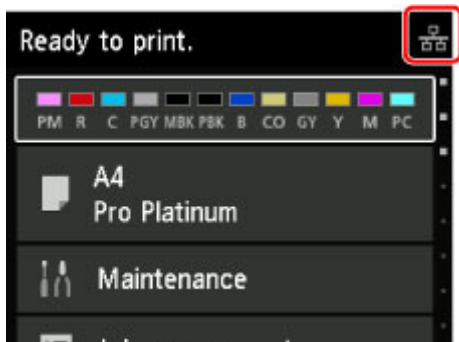 Ready to print.
PM R C PGY MBK PBK B CO GY Y M PC
A4
Pro Platinum
Maintenance